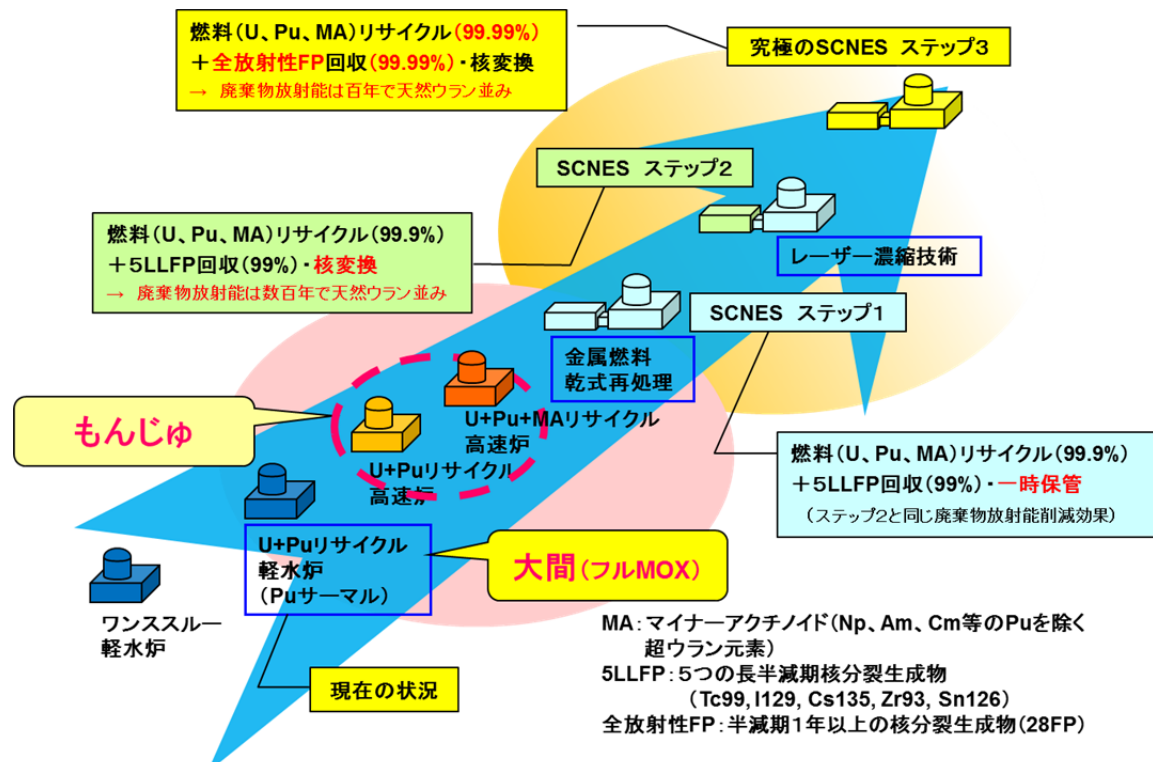 燃料(U、Pu、MA)リサイクル(99.99%)
＋全放射性FP回収(99.99%)・核変換
→ 廃棄物放射能は百年で天然ウラン並み
究極のSCNES ステップ３
SCNES ステップ２
燃料(U、Pu、MA)リサイクル(99.9%)
＋５LLFP回収(99%)・核変換
→ 廃棄物放射能は数百年で天然ウラン並み
レーザー濃縮技術
SCNES ステップ１
金属燃料
乾式再処理
もんじゅ
U+Pu+MAリサイクル
高速炉
U+Puリサイクル
高速炉
燃料(U、Pu、MA)リサイクル(99.9%)
＋５LLFP回収(99%)・一時保管
（ステップ２と同じ廃棄物放射能削減効果）
U+Puリサイクル
軽水炉
(Puサーマル)
大間(フルMOX)
ワンススルー
軽水炉
現在の状況
MA：マイナーアクチノイド(Np、Am、Cm等のPuを除く
超ウラン元素)
5LLFP：５つの長半減期核分裂生成物
(Tc99, I129, Cs135, Zr93, Sn126)
全放射性FP：半減期１年以上の核分裂生成物(28FP)